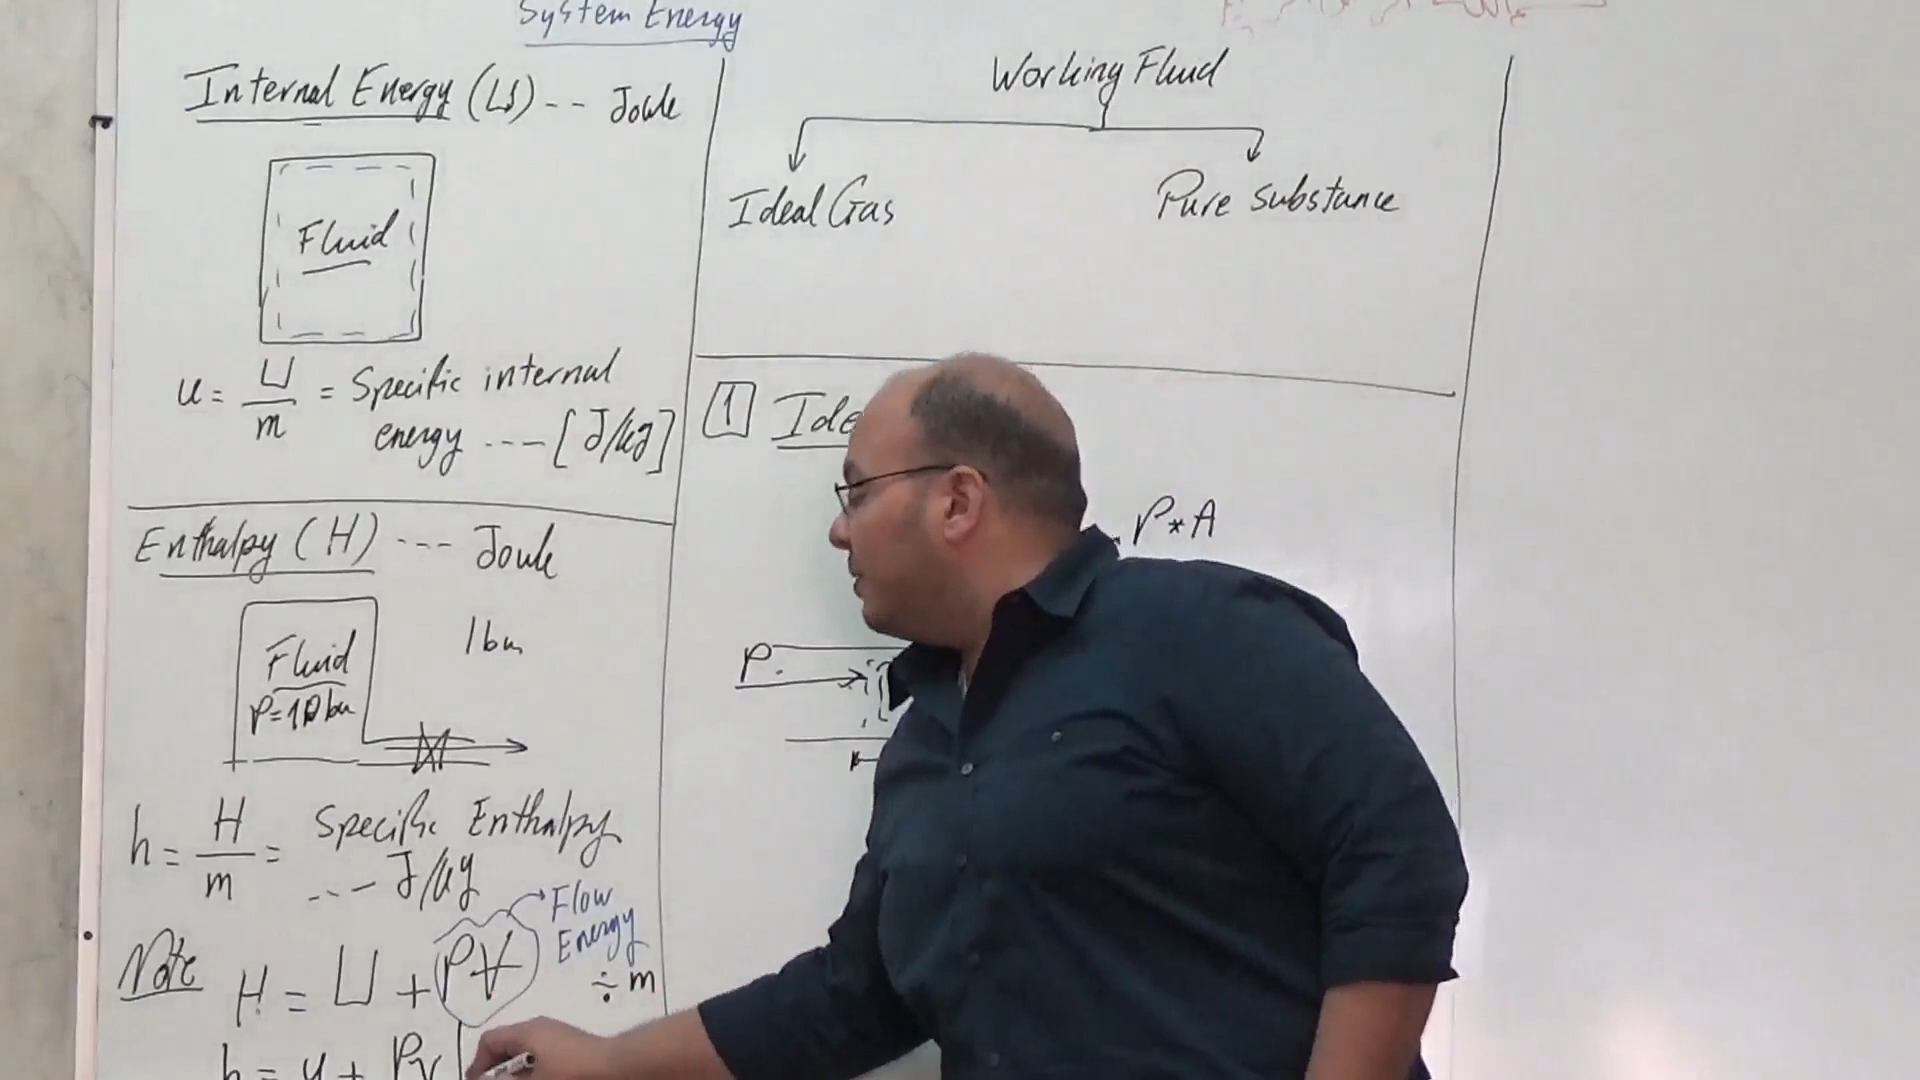 System Energy
Internal Energy (U) -- Joule
Fluid
u = U/m = Specific internal
energy ---- [J/kg]
Enthalpy (H) --- Joule
Fluid
P=10 bar
1 bar
h = H/m = Specific Enthalpy
--- J/kg
Flow
Energy
Note H = U + PV ÷ m
h = u + Pv
Working Fluid
Ideal Gas
Pure substance
1
P*A
P